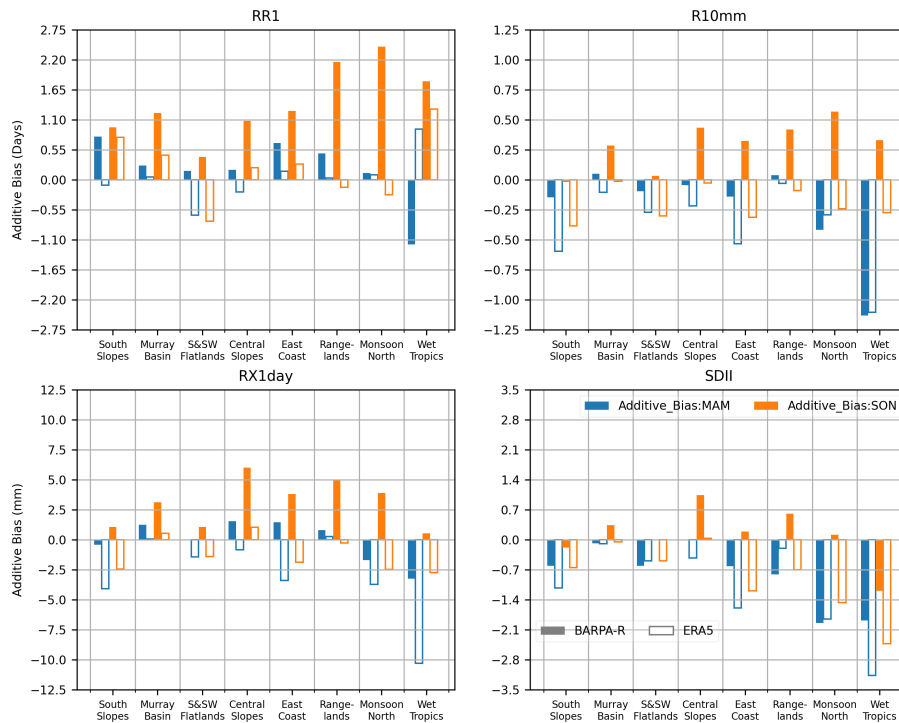 RR1
Additive Bias (Days)
2.75
2.20
1.65
1.10
0.55
0.00
−0.55
−1.10
−1.65
−2.20
−2.75
South Slopes
Murray Basin
S&SW Flatlands
Central Slopes
East Coast
Range- lands
Monsoon North
Wet Tropics
R10mm
1.25
1.00
0.75
0.50
0.25
0.00
−0.25
−0.50
−0.75
−1.00
−1.25
South Slopes
Murray Basin
S&SW Flatlands
Central Slopes
East Coast
Range- lands
Monsoon North
Wet Tropics
RX1day
Additive Bias (mm)
12.5
10.0
7.5
5.0
2.5
0.0
−2.5
−5.0
−7.5
−10.0
−12.5
South Slopes
Murray Basin
S&SW Flatlands
Central Slopes
East Coast
Range- lands
Monsoon North
Wet Tropics
SDII
3.5
2.8
2.1
1.4
0.7
0.0
−0.7
−1.4
−2.1
−2.8
−3.5
Additive_Bias:MAM
Additive_Bias:SON
BARPA-R
ERA5
South Slopes
Murray Basin
S&SW Flatlands
Central Slopes
East Coast
Range- lands
Monsoon North
Wet Tropics